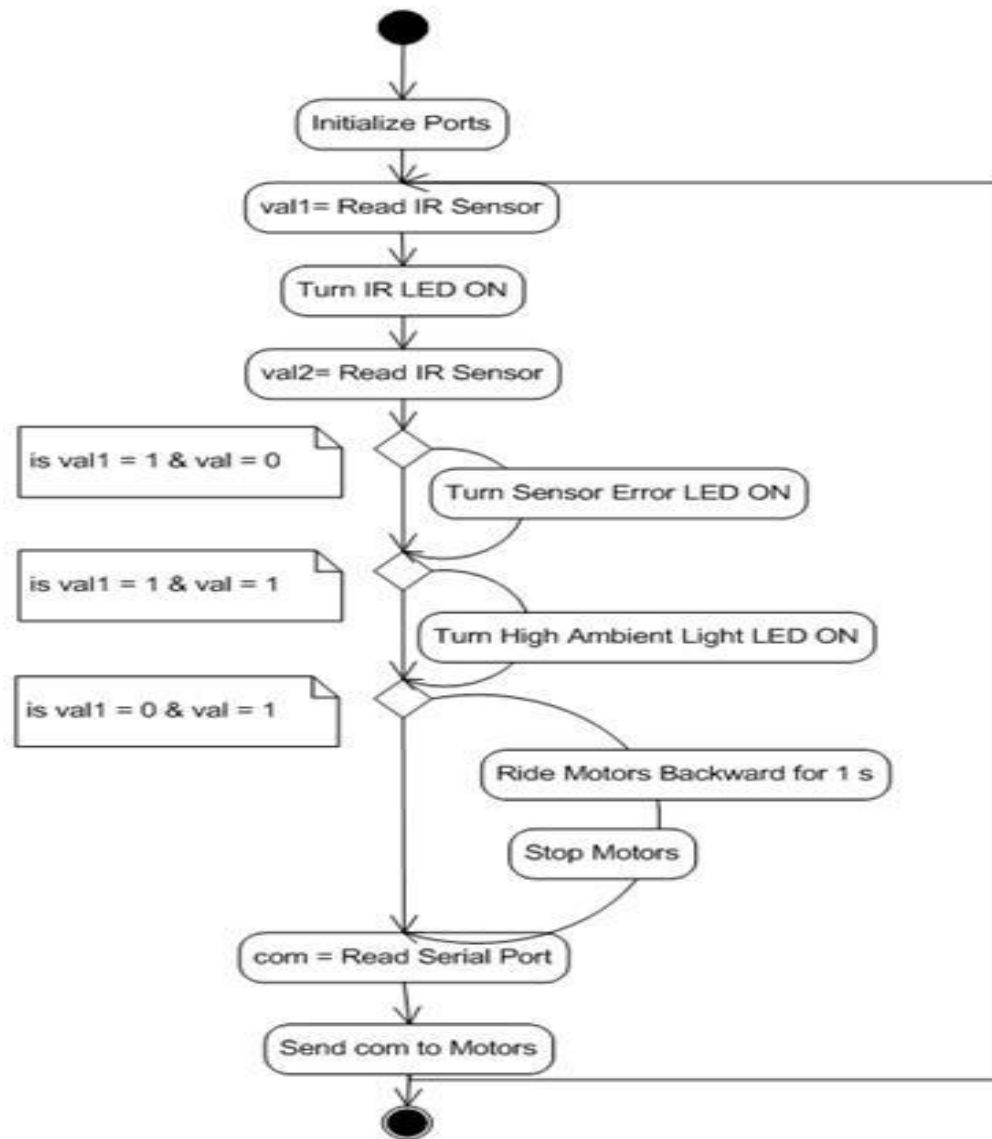 Initialize Ports
val1= Read IR Sensor
Turn IR LED ON
val2= Read IR Sensor
is val1 = 1 & val = 0
Turn Sensor Error LED ON
is val1 = 1 & val = 1
Turn High Ambient Light LED ON
is val1 = 0 & val = 1
Ride Motors Backward for 1 s
Stop Motors
com = Read Serial Port
Send com to Motors